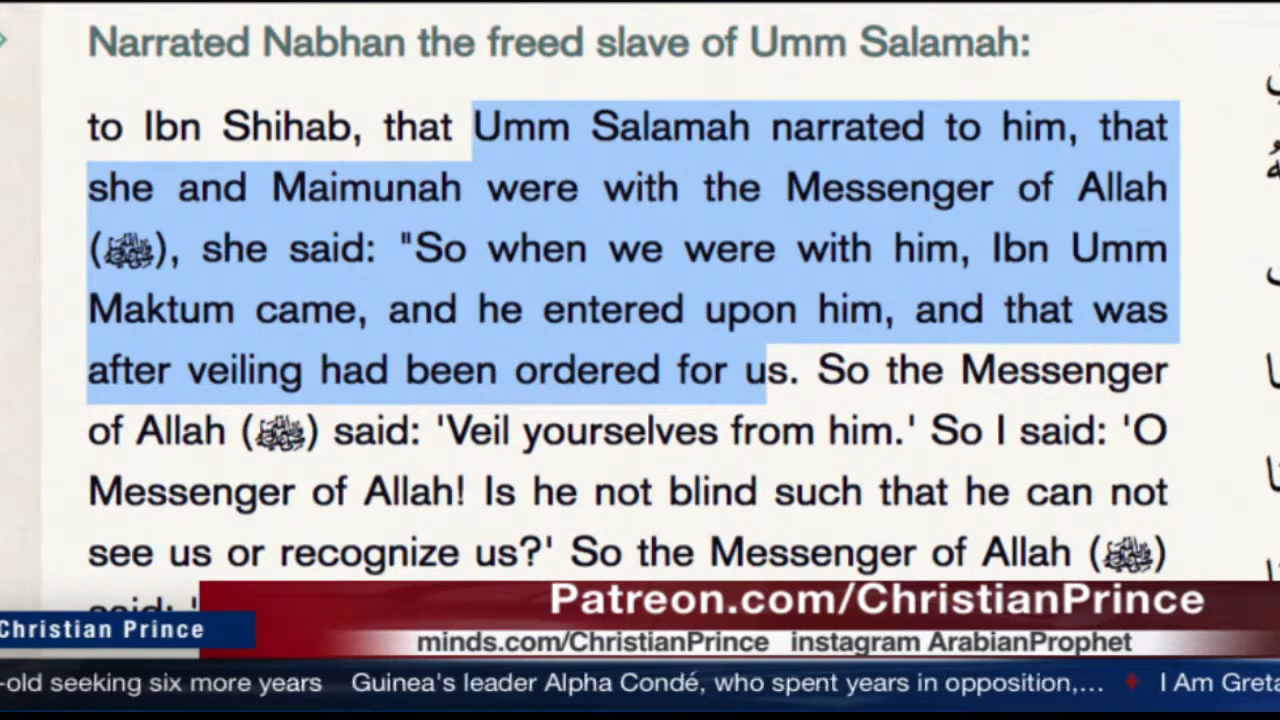 Narrated Nabhan the freed slave of Umm Salamah:
to Ibn Shihab, that Umm Salamah narrated to him, that
she and Maimunah were with the Messenger of Allah
(ﷺ), she said: "So when we were with him, Ibn Umm
Maktum came, and he entered upon him, and that was
after veiling had been ordered for us. So the Messenger
of Allah (ﷺ) said: 'Veil yourselves from him.' So I said: 'O
Messenger of Allah! Is he not blind such that he can not
see us or recognize us?' So the Messenger of Allah (ﷺ)
said: '
Patreon.com/ChristianPrince
Christian Prince
minds.com/ChristianPrince instagram ArabianProphet
-old seeking six more years Guinea's leader Alpha Condé, who spent years in opposition,... I Am Greta